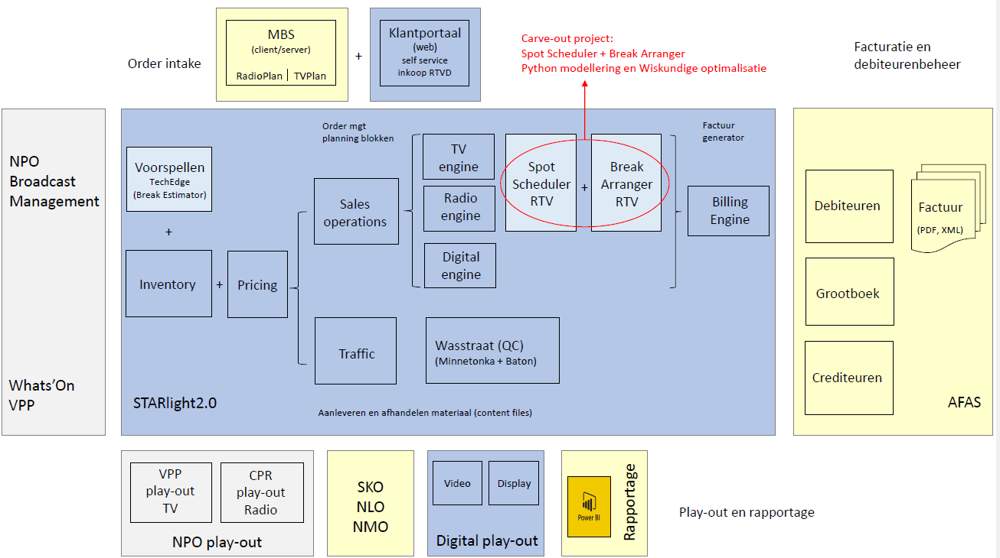 Order intake
MBS
(client/server)
RadioPlan | TVPlan
+
Klantportaal
(web)
self service
inkoop RTVD
Carve-out project:
Spot Scheduler + Break Arranger
Python modellering en Wiskundige optimalisatie
Facturatie en
debiteurenbeheer
NPO
Broadcast
Management
Whats'On
VPP
Voorspellen
TechEdge
(Break Estimator)
+
Inventory
+
Pricing
Order mgt
planning blokken
Sales
operations
TV
engine
Radio
engine
Digital
engine
Spot
Scheduler
RTV
+
Break
Arranger
RTV
Factuur
generator
Billing
Engine
Traffic
Wasstraat (QC)
(Minnetonka + Baton)
STARlight2.0
Aanleveren en afhandelen materiaal (content files)
Debiteuren
Factuur
(PDF, XML)
Grootboek
Crediteuren
AFAS
VPP
play-out
TV
CPR
play-out
Radio
NPO play-out
SKO
NLO
NMO
Video
Display
Digital play-out
Power BI
Rapportage
Play-out en rapportage